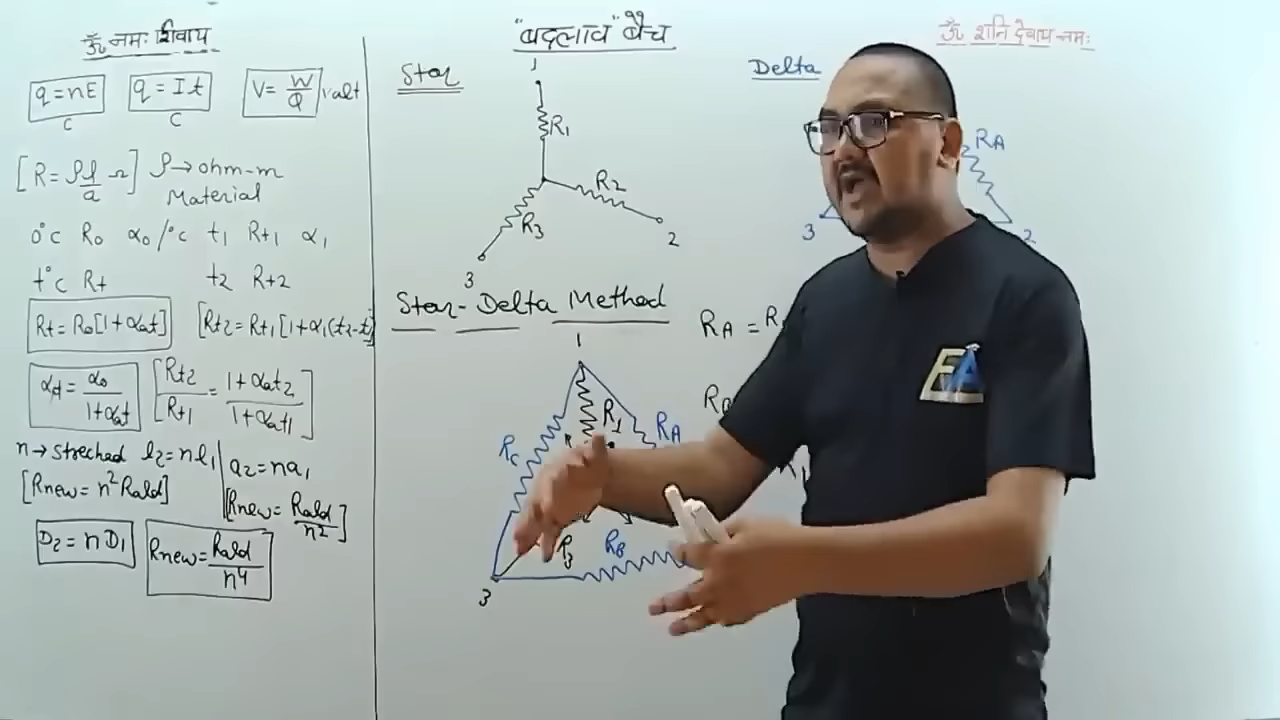 ॐ नमः शिवाय
q=nE
C
q=It
C
V=W/Q valt
[R=ρl/a Ω] ρ→ohm-m
Material
0°c R₀ α₀/°c t₁ Rt₁ α₁
t°c Rt t₂ Rt₂
Rt=R₀[1+α₀t]
[Rt₂=Rt₁[1+α₁(t₂-t
αt=α₀/1+α₀t
[Rt₂/Rt₁=1+α₀t₂/1+α₀t₁]
n→streched l₂=nl₁
a₂=na₁
[Rnew=n²Rold]
[Rnew=Rold/n²]
D₂=nD₁
Rnew=Rold/n⁴
"बदलाव" बैच
Star
1
R₁
R₂
R₃
2
3
Star-Delta Method
1
R₁
RC
RA
RB
3
ॐ शनि देवाय नमः
Delta
RA
3
2
RA=R
EA